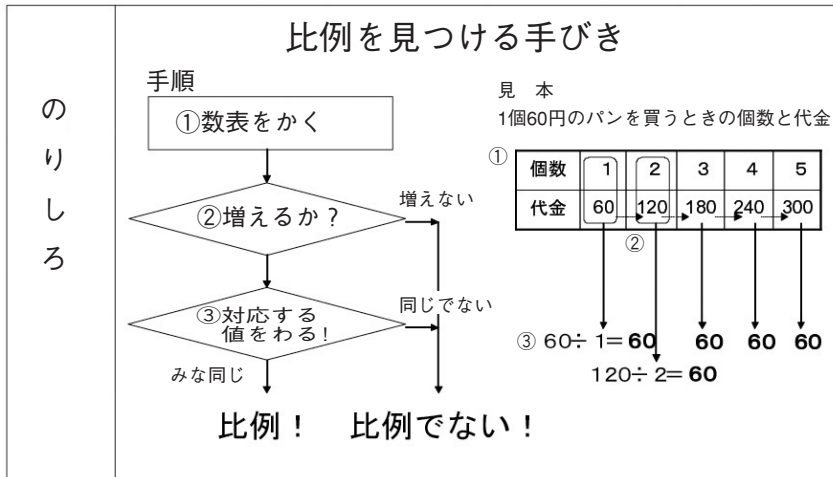 比例を見つける手びき
のりしろ
手順
①数表をかく
②増えるか？
増えない
③対応する
値をわる！
同じでない
みな同じ
比例！
比例でない！
見 本
1個60円のパンを買うときの個数と代金
①
個数 1 2 3 4 5
代金 60 120 180 240 300
②
③ 60÷1=60 60 60 60
120÷2=60